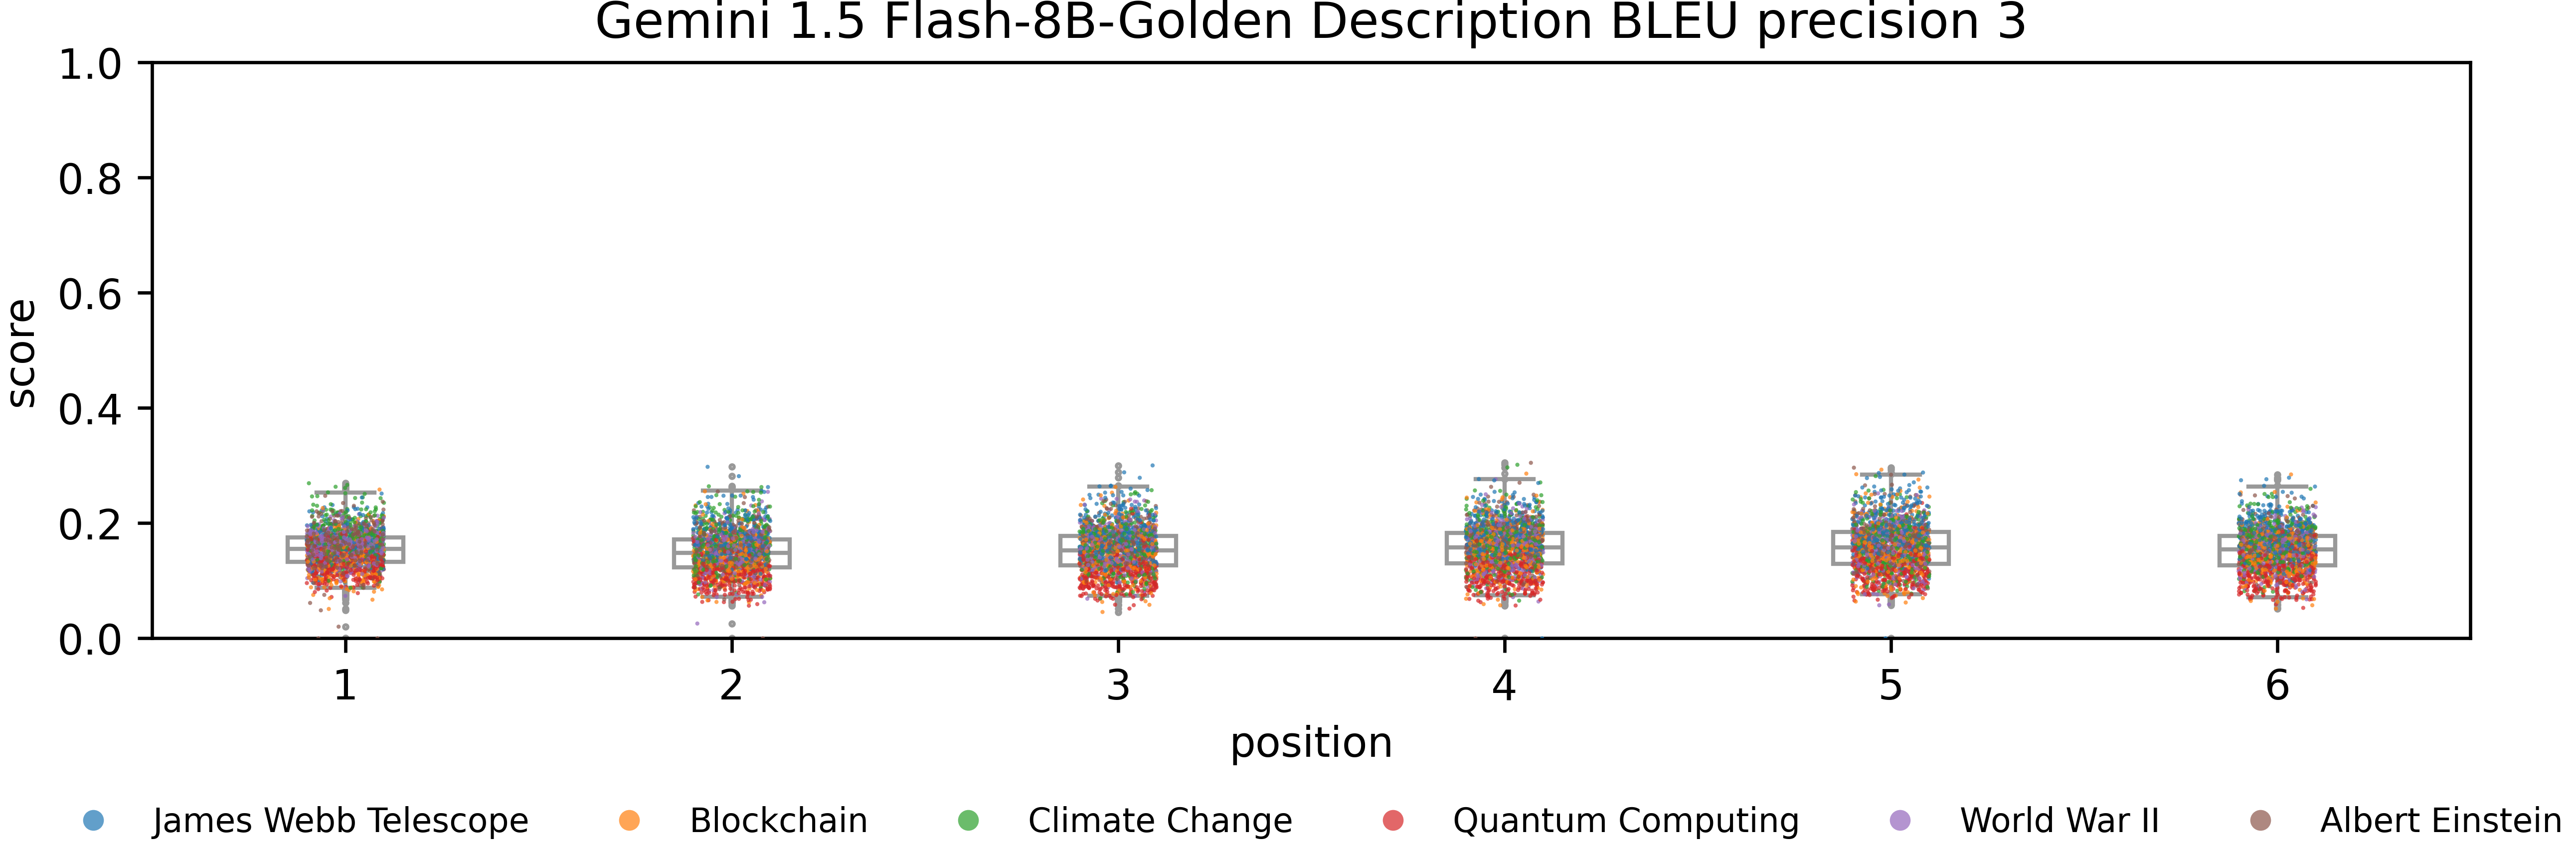 Gemini 1.5 Flash-8B-Golden Description BLEU precision 3
1.0
0.8
0.6
0.4
0.2
0.0
score
1 2 3 4 5 6
position
James Webb Telescope Blockchain Climate Change Quantum Computing World War II Albert Einstein